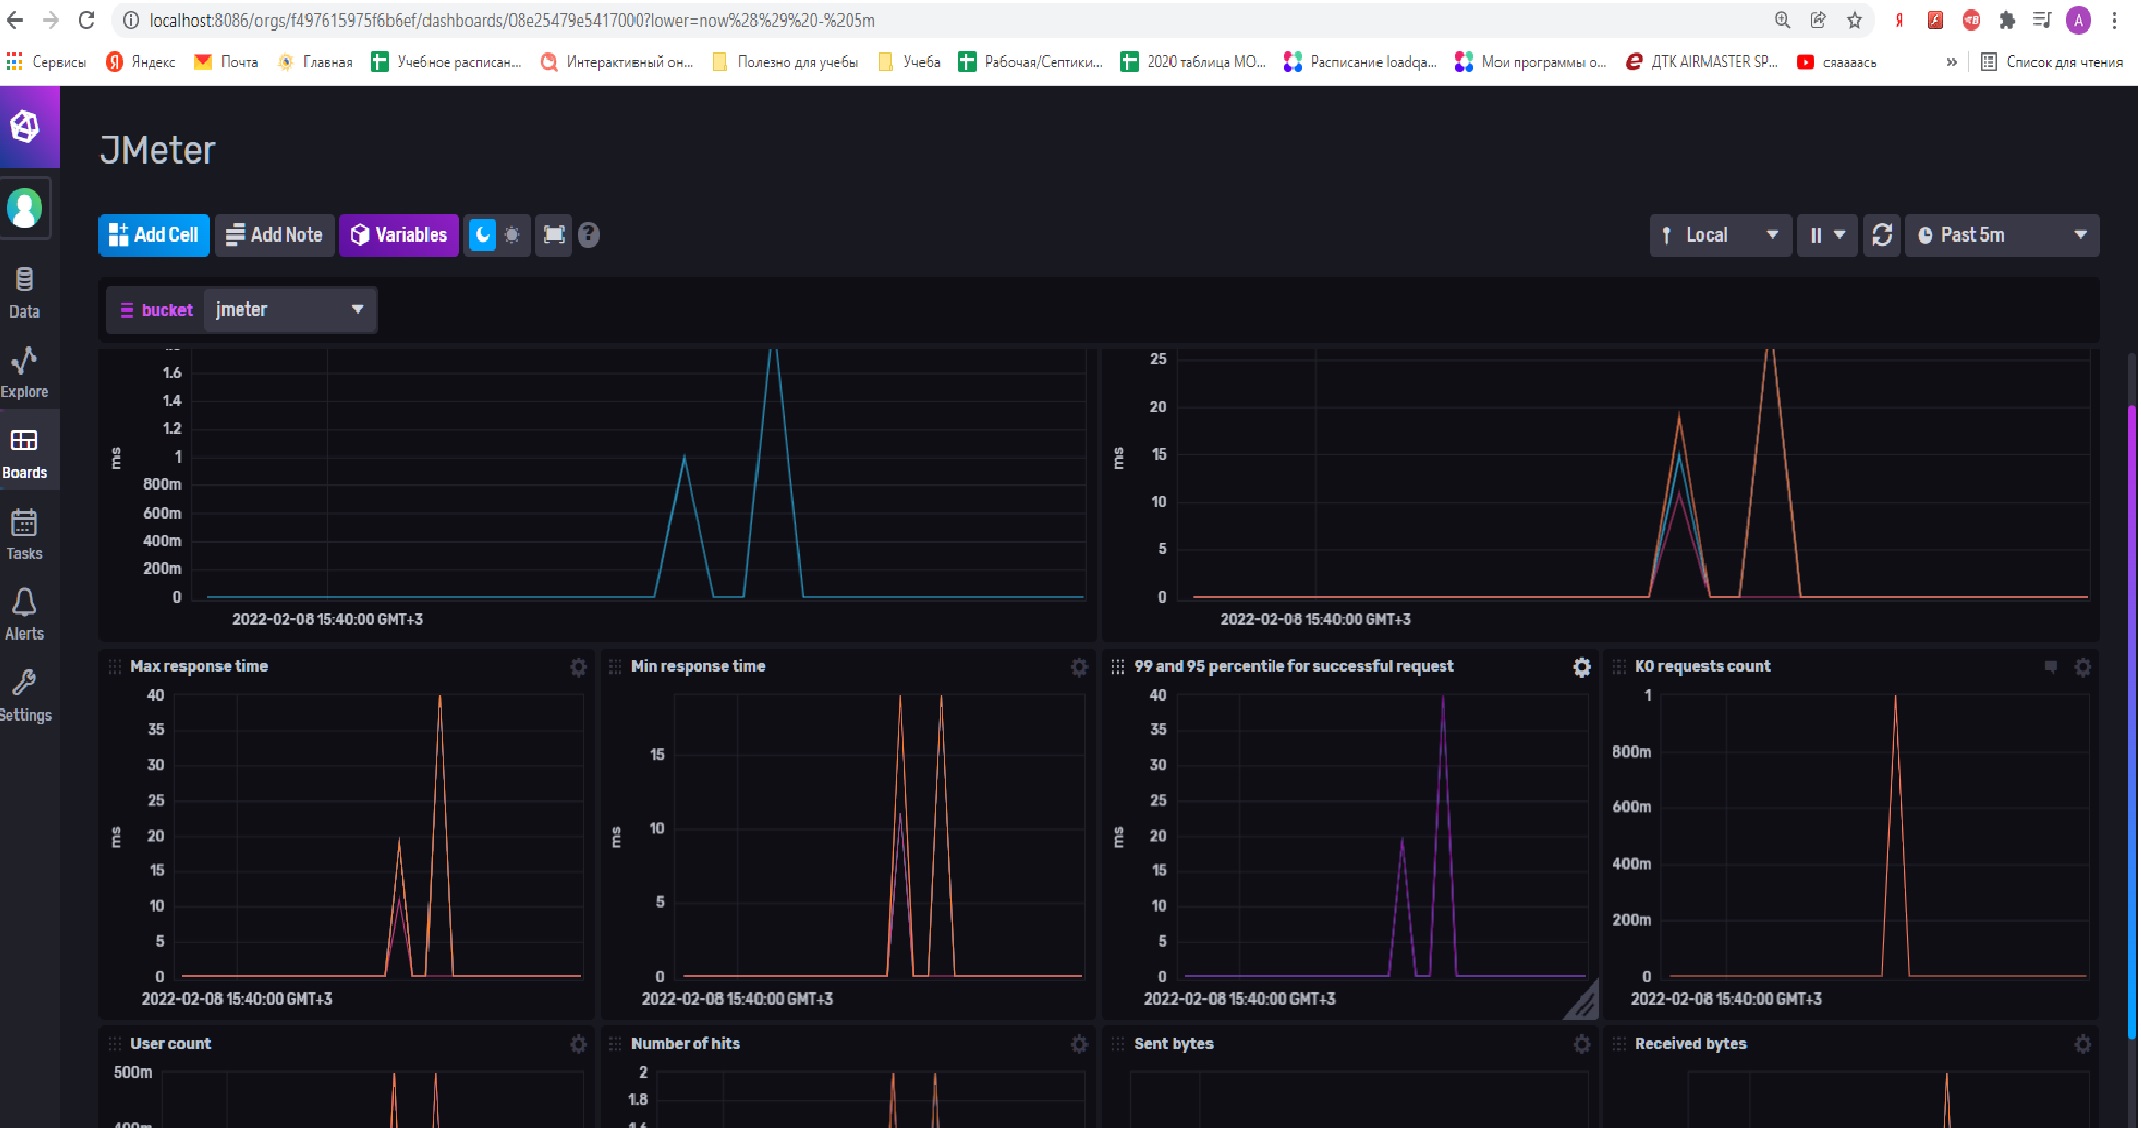 localhost:8086/orgs/f497615975f6b6ef/dashboards/08e25479e5417000?lower=now%28%29%20-%205m
Сервисы Яндекс Почта Главная Учебное расписан... Интерактивный он... Полезно для учебы Учеба Рабочая/Септики... 2020 таблица МО... Расписание loadqa... Мои программы о... ДТК AIRMASTER SP... сяаааась » Список для чтения
JMeter
Add Cell Add Note Variables ? Local Past 5m
Data
bucket jmeter
Explore
Boards
Tasks
Alerts
Settings
1.6
1.4
1.2
1
800m
600m
400m
200m
0
ms
2022-02-08 15:40:00 GMT+3
25
20
15
10
5
0
ms
2022-02-08 15:40:00 GMT+3
Max response time
40
35
30
25
20
15
10
5
0
ms
2022-02-08 15:40:00 GMT+3
Min response time
15
10
5
0
ms
2022-02-08 15:40:00 GMT+3
99 and 95 percentile for successful request
40
35
30
25
20
15
10
5
0
ms
2022-02-08 15:40:00 GMT+3
KO requests count
1
800m
600m
400m
200m
0
2022-02-08 15:40:00 GMT+3
User count
500m
400m
Number of hits
2
1.8
1.6
Sent bytes
Received bytes